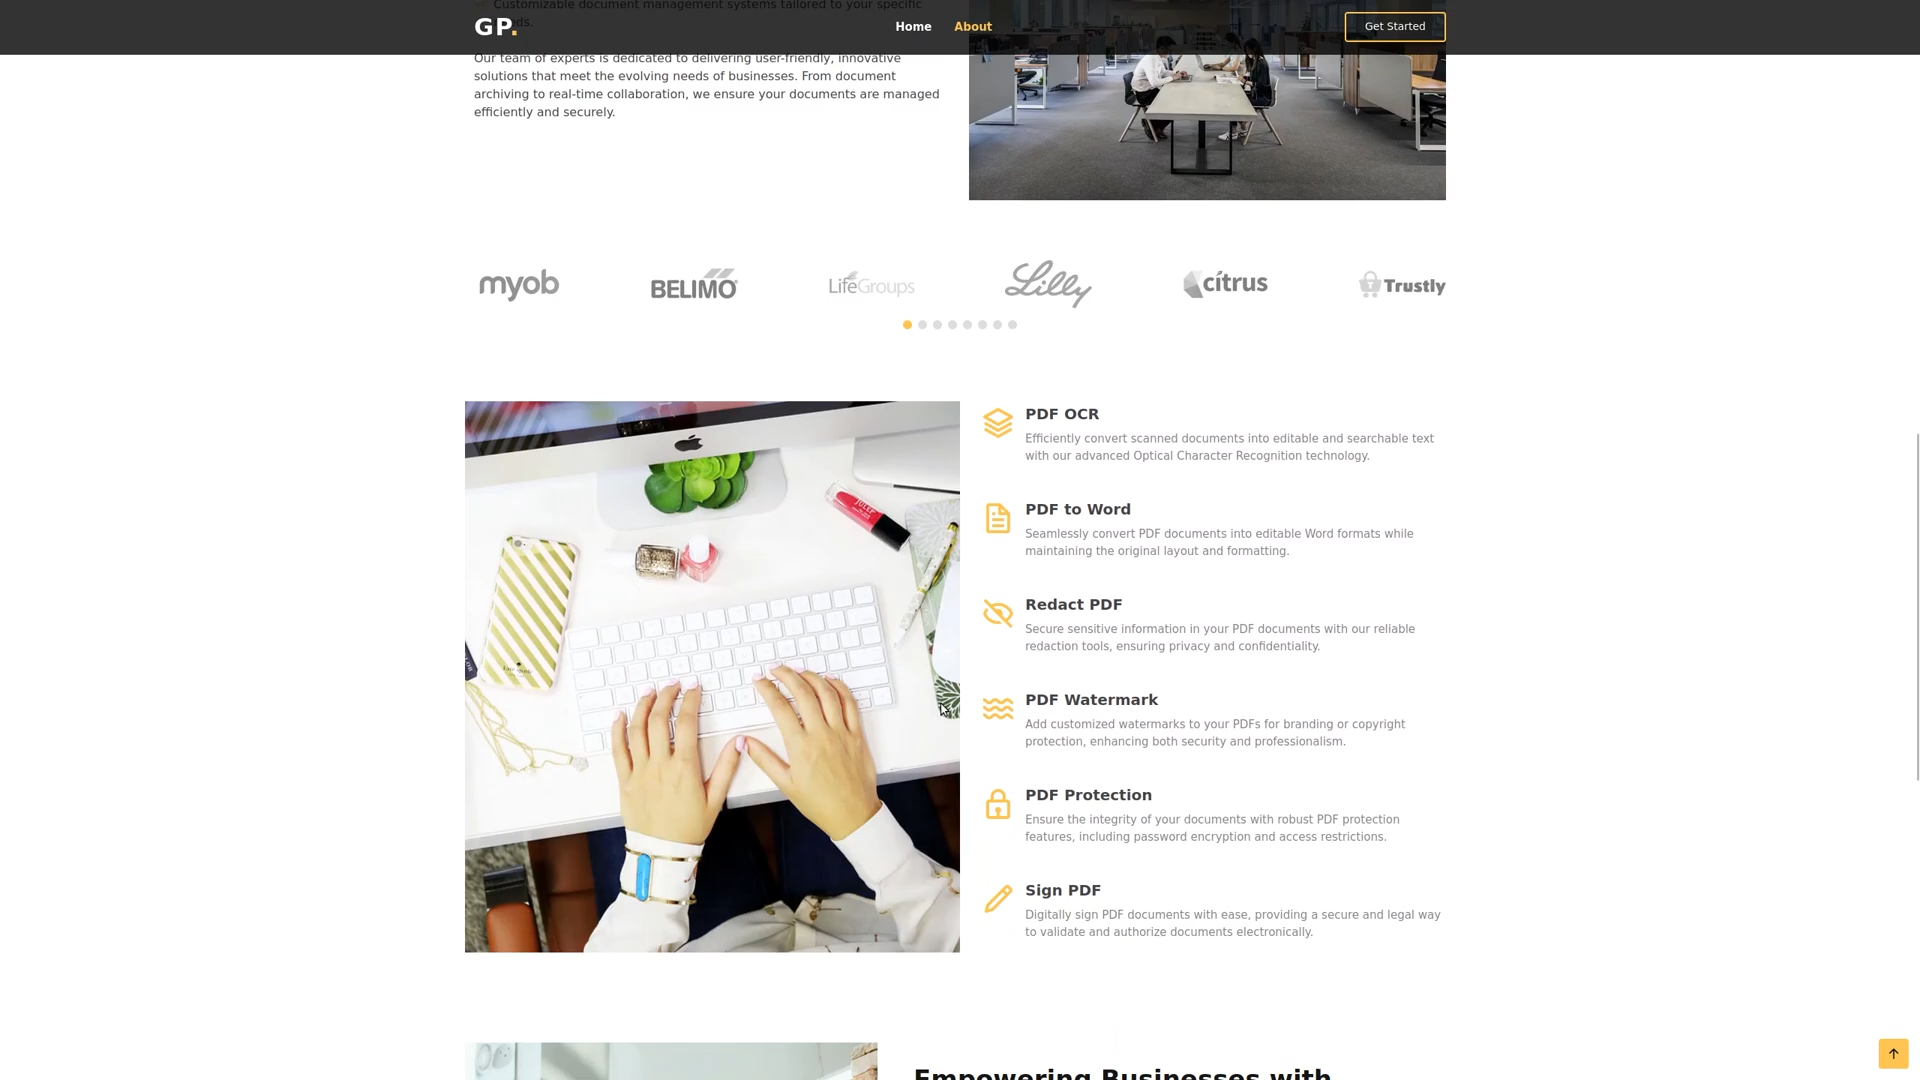 Customizable document management systems tailored to your specific
GP.
Home
About
Get Started
Our team of experts is dedicated to delivering user-friendly, innovative
solutions that meet the evolving needs of businesses. From document
archiving to real-time collaboration, we ensure your documents are managed
efficiently and securely.
myob
BELIMO
LifeGroups
Lilly
citrus
Trustly
PDF OCR
Efficiently convert scanned documents into editable and searchable text
with our advanced Optical Character Recognition technology.
PDF to Word
Seamlessly convert PDF documents into editable Word formats while
maintaining the original layout and formatting.
Redact PDF
Secure sensitive information in your PDF documents with our reliable
redaction tools, ensuring privacy and confidentiality.
PDF Watermark
Add customized watermarks to your PDFs for branding or copyright
protection, enhancing both security and professionalism.
PDF Protection
Ensure the integrity of your documents with robust PDF protection
features, including password encryption and access restrictions.
Sign PDF
Digitally sign PDF documents with ease, providing a secure and legal way
to validate and authorize documents electronically.
Empowering Businesses with